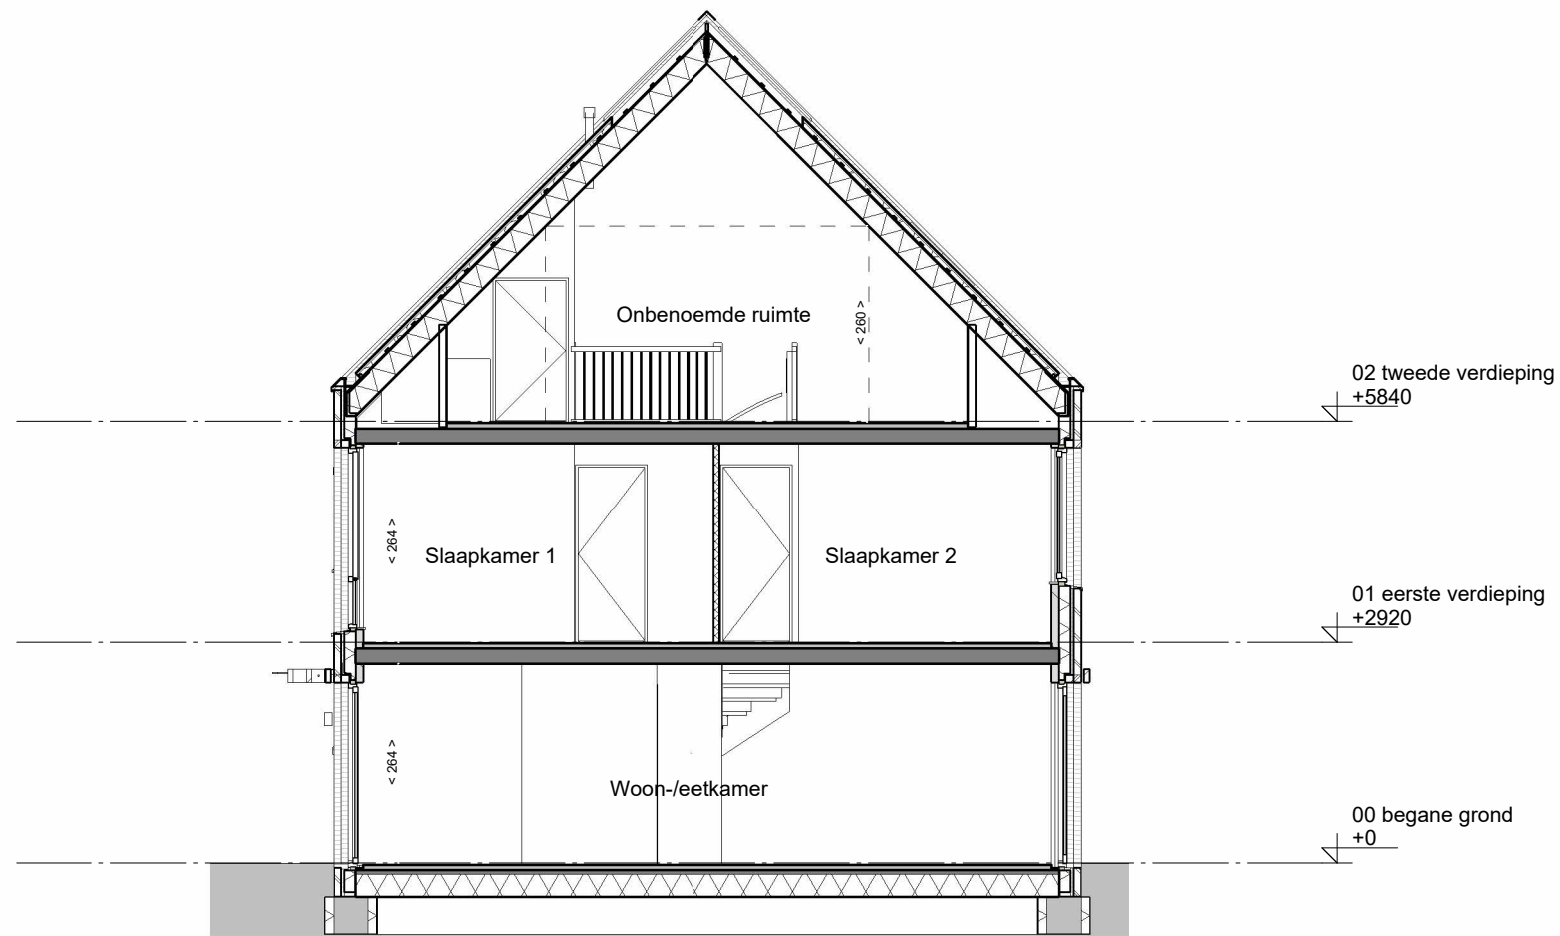 Onbenoemde ruimte
< 260 >
02 tweede verdieping
+5840
< 264 >
Slaapkamer 1
Slaapkamer 2
01 eerste verdieping
+2920
< 264 >
Woon-/eetkamer
00 begane grond
+0